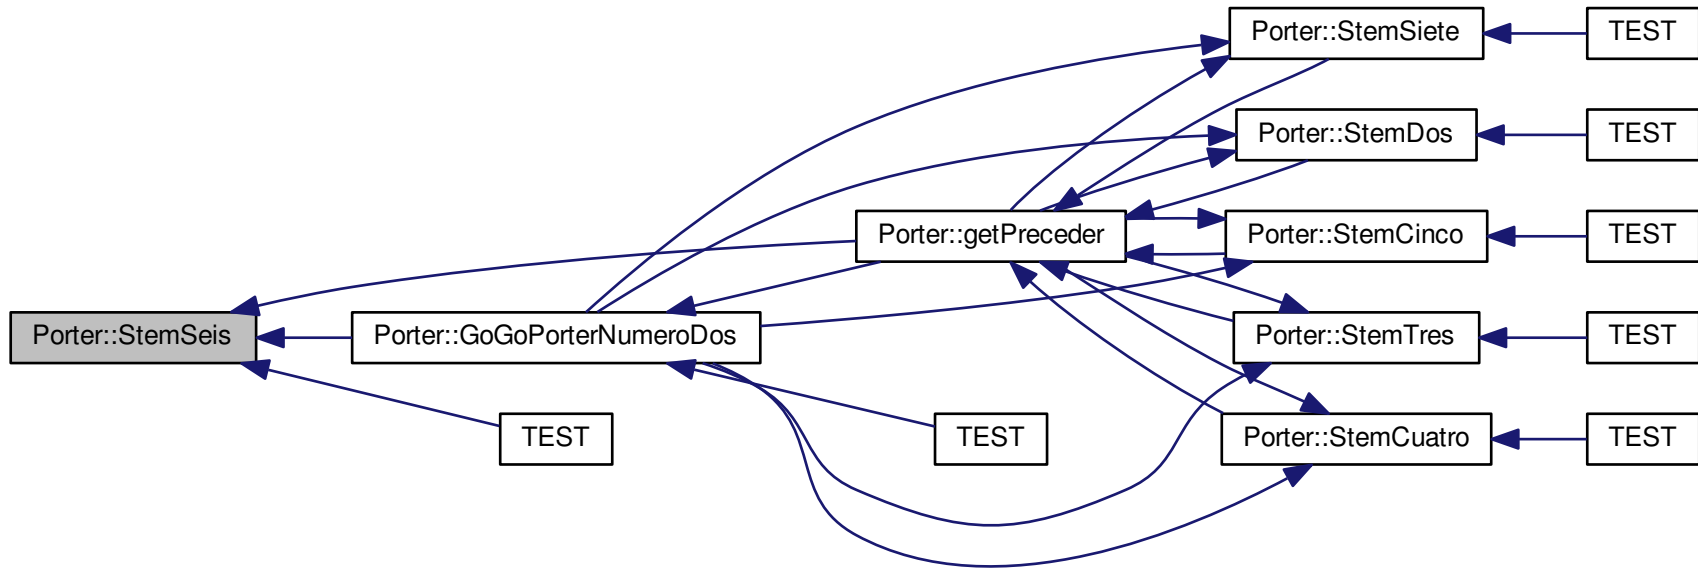 Porter::StemSiete
TEST
Porter::StemDos
TEST
Porter::getPreceder
Porter::StemCinco
TEST
Porter::StemSeis
Porter::GoGoPorterNumeroDos
Porter::StemTres
TEST
TEST
TEST
Porter::StemCuatro
TEST